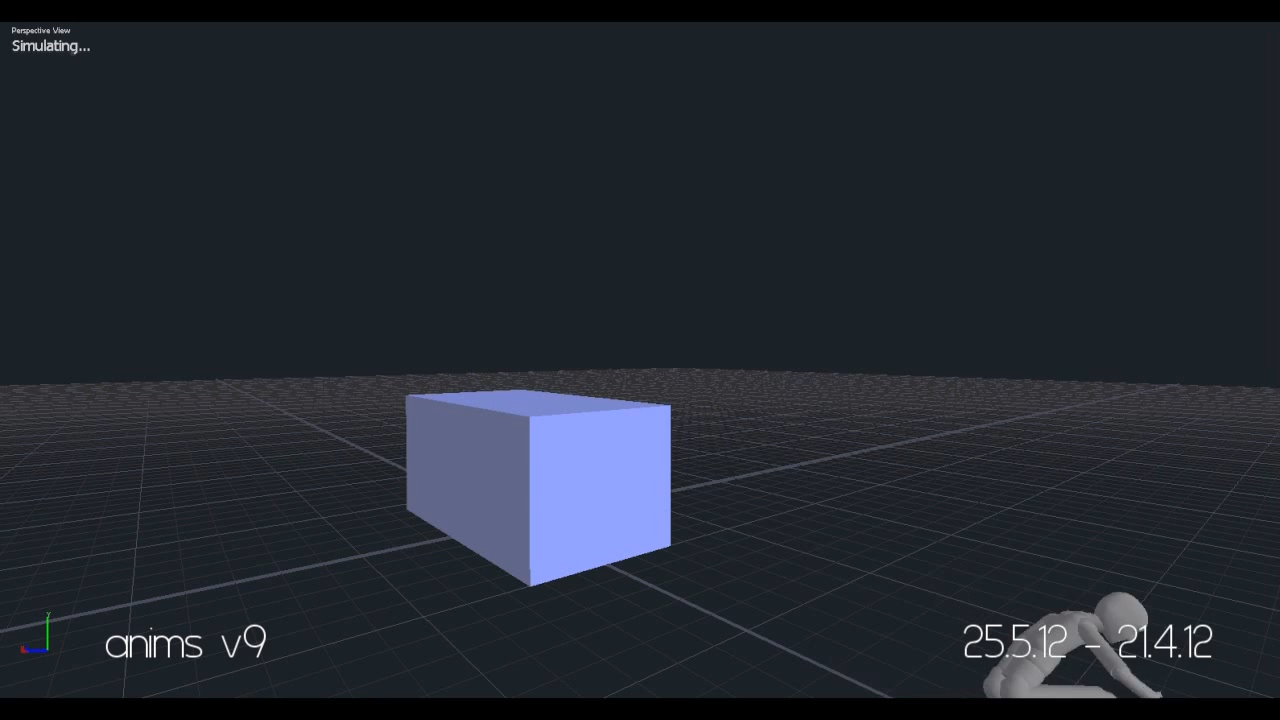 Perspective View
Simulating...
Y
anims v9
25.5.12 - 21.4.12